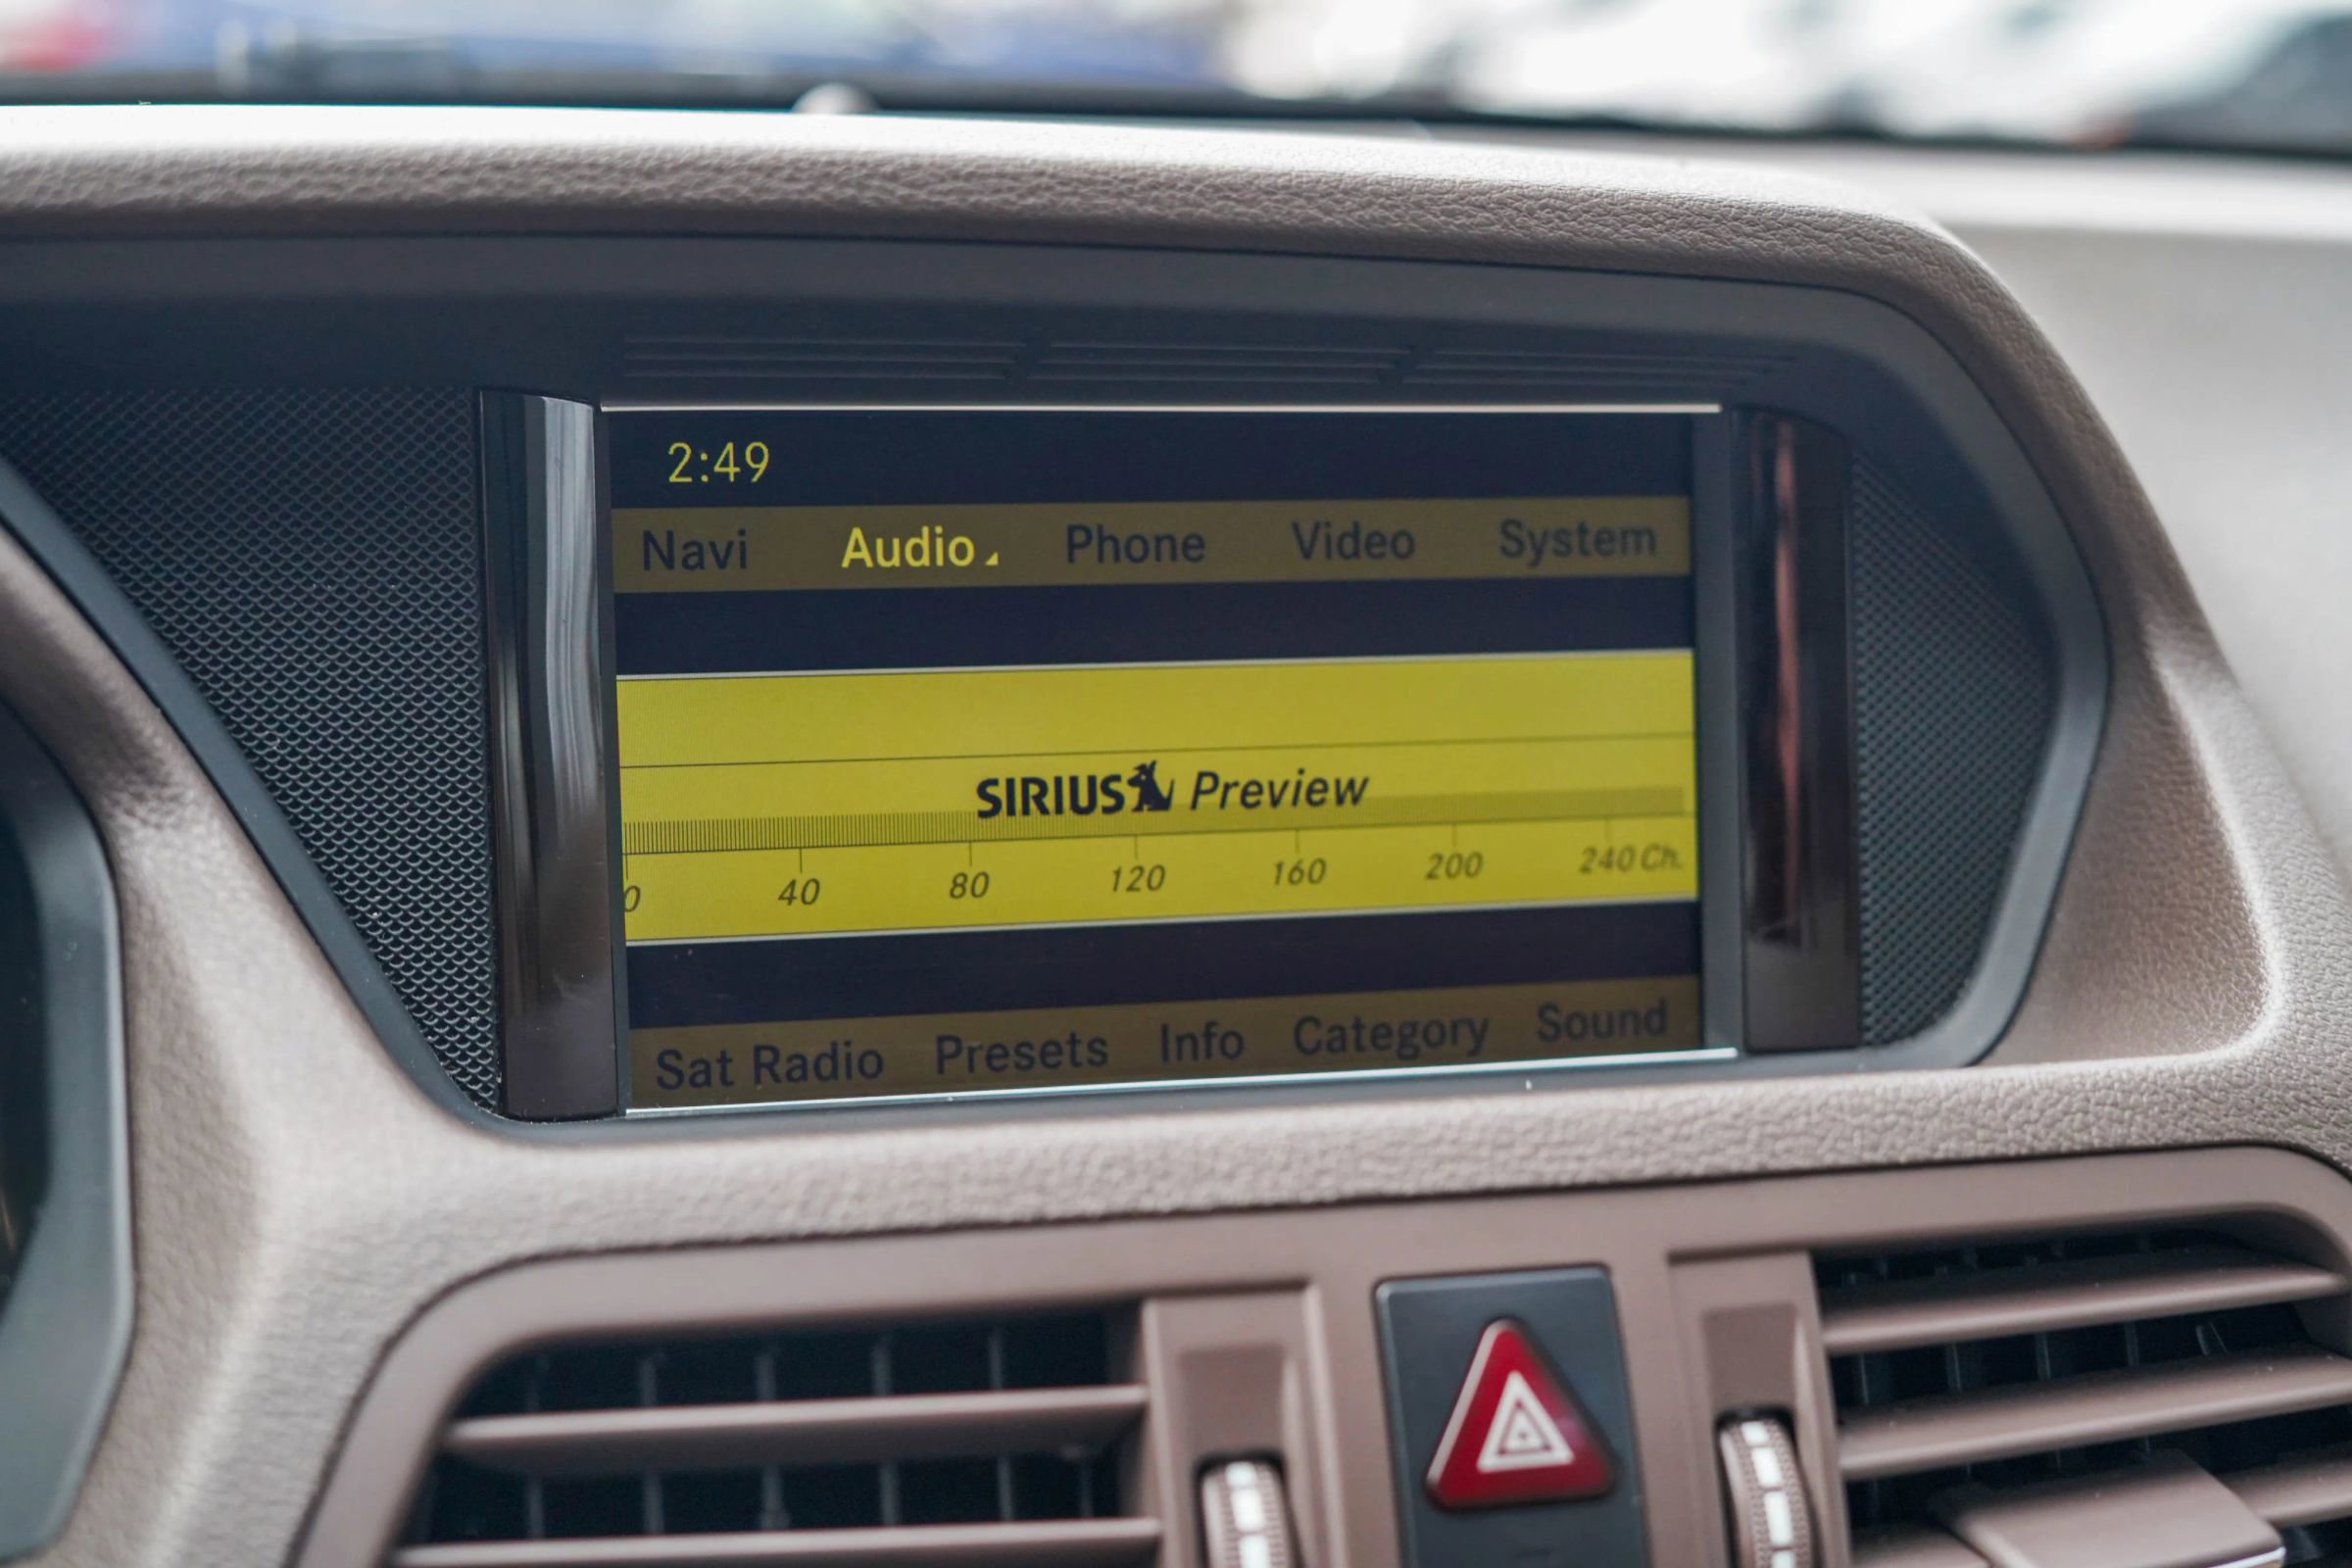 2:49
Navi Audio Phone Video System
SIRIUS Preview
0 40 80 120 160 200 240 Ch.
Sat Radio Presets Info Category Sound